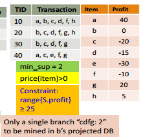 TID Transaction
10 a, b, c, d, f, h
20 b, c, d, f, g, h
30 b, c, d, f, g
40 a, c, e, f, g
min_sup = 2
price(item)>0
Constraint:
range{S.profit}
≥ 25
Item Profit
a 40
b 0
c -20
d -15
e -30
f -10
g 20
h 5
Only a single branch "cdfg: 2"
to be mined in b's projected DB